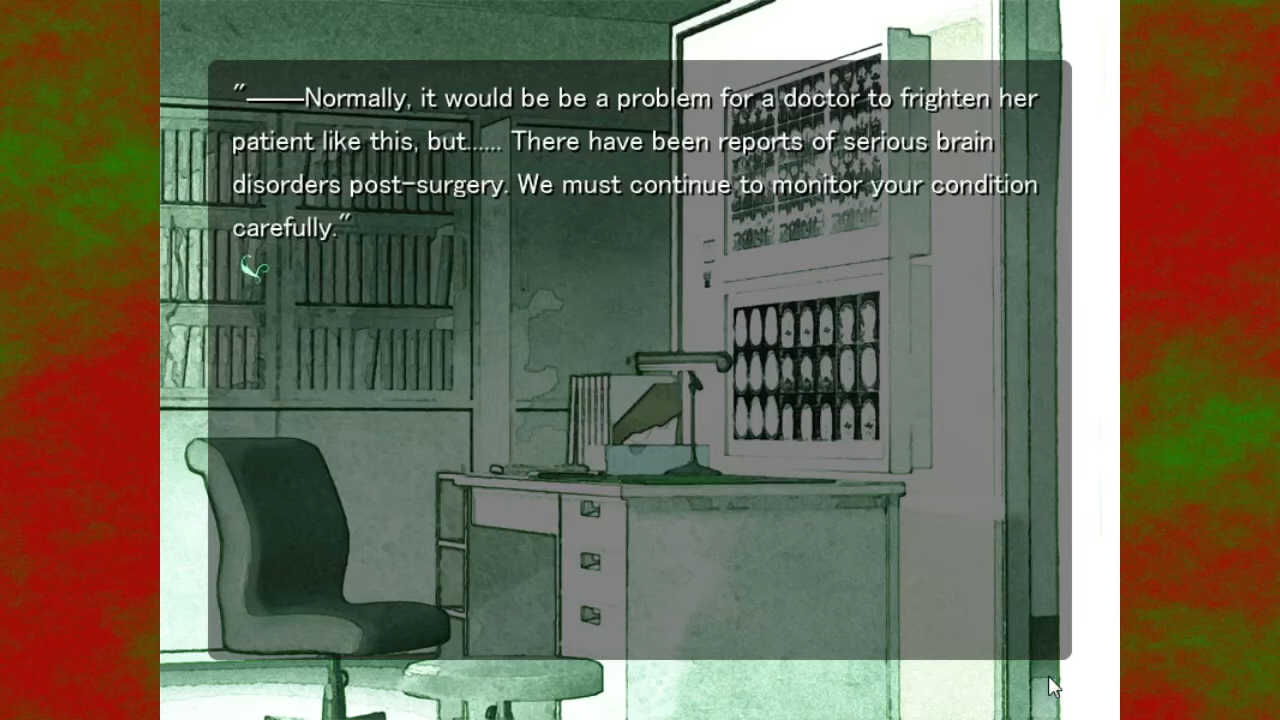 "――Normally, it would be be a problem for a doctor to frighten her
patient like this, but...... There have been reports of serious brain
disorders post-surgery. We must continue to monitor your condition
carefully."